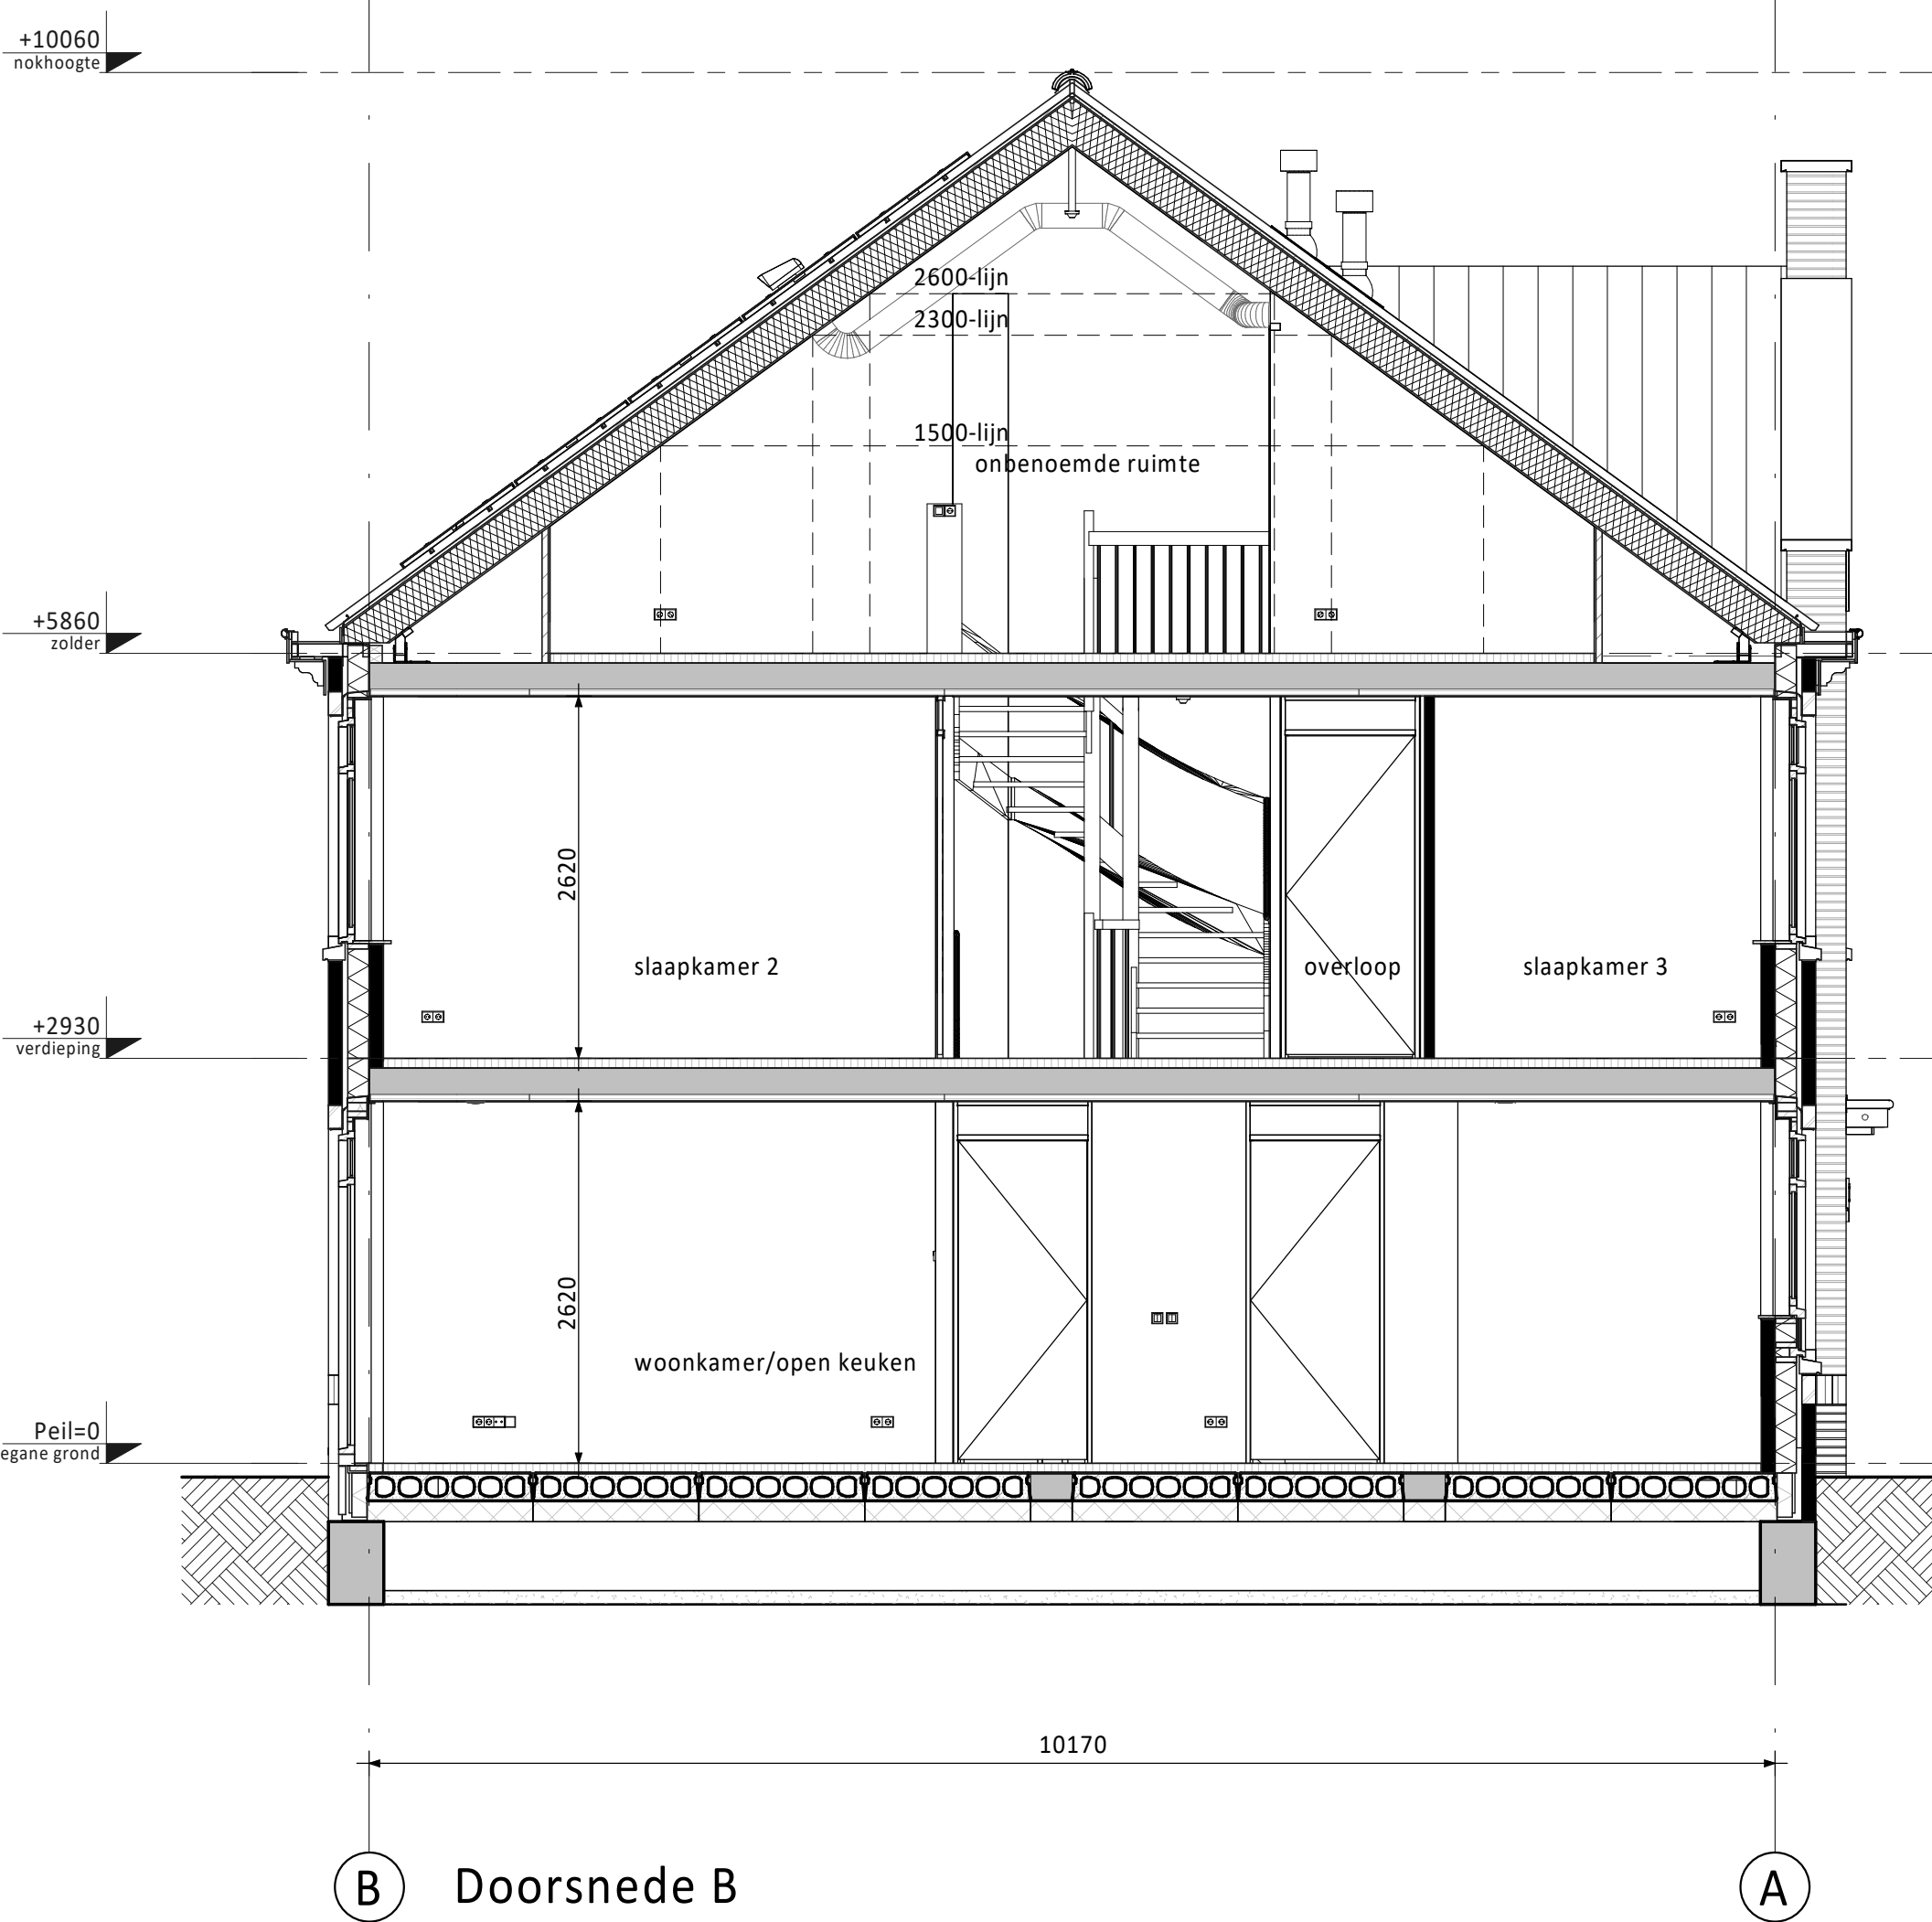 +10060
nokhoogte
2600-lijn
2300-lijn
1500-lijn
onbenoemde ruimte
+5860
zolder
2620
slaapkamer 2
overloop
slaapkamer 3
+2930
verdieping
2620
woonkamer/open keuken
Peil=0
egane grond
10170
B
Doorsnede B
A